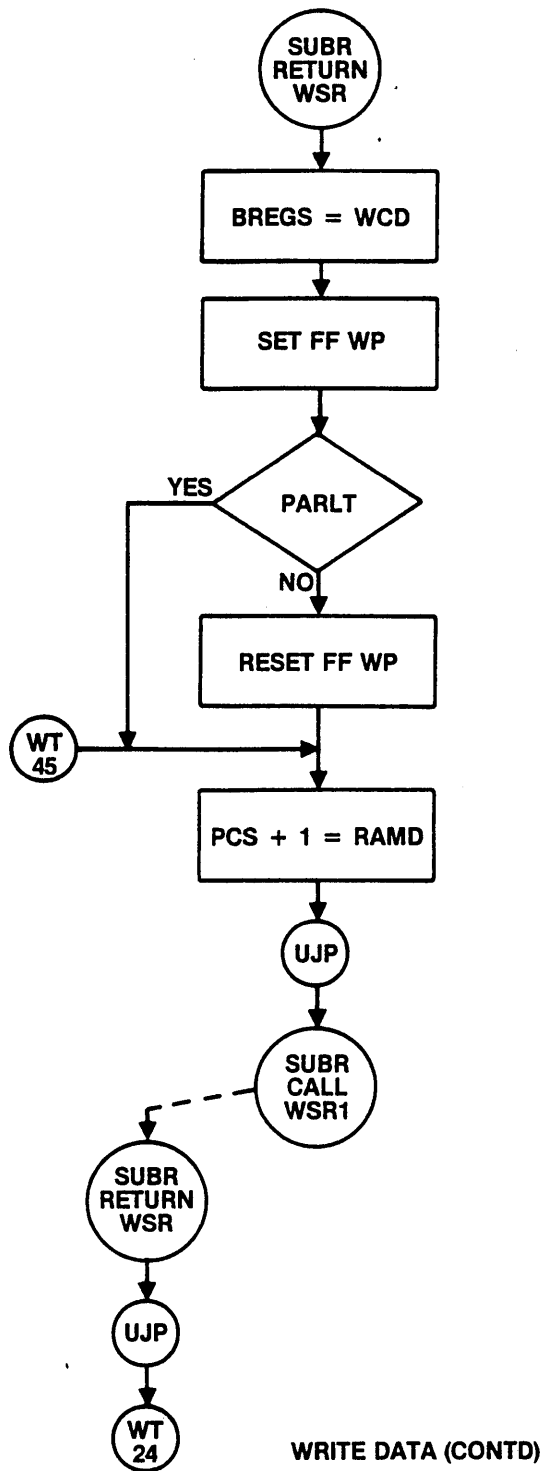 SUBR
RETURN
WSR
BREGS = WCD
SET FF WP
YES
PARLT
NO
RESET FF WP
WT
45
PCS + 1 = RAMD
UJP
SUBR
CALL
WSR1
SUBR
RETURN
WSR
UJP
WT
24
WRITE DATA (CONTD)